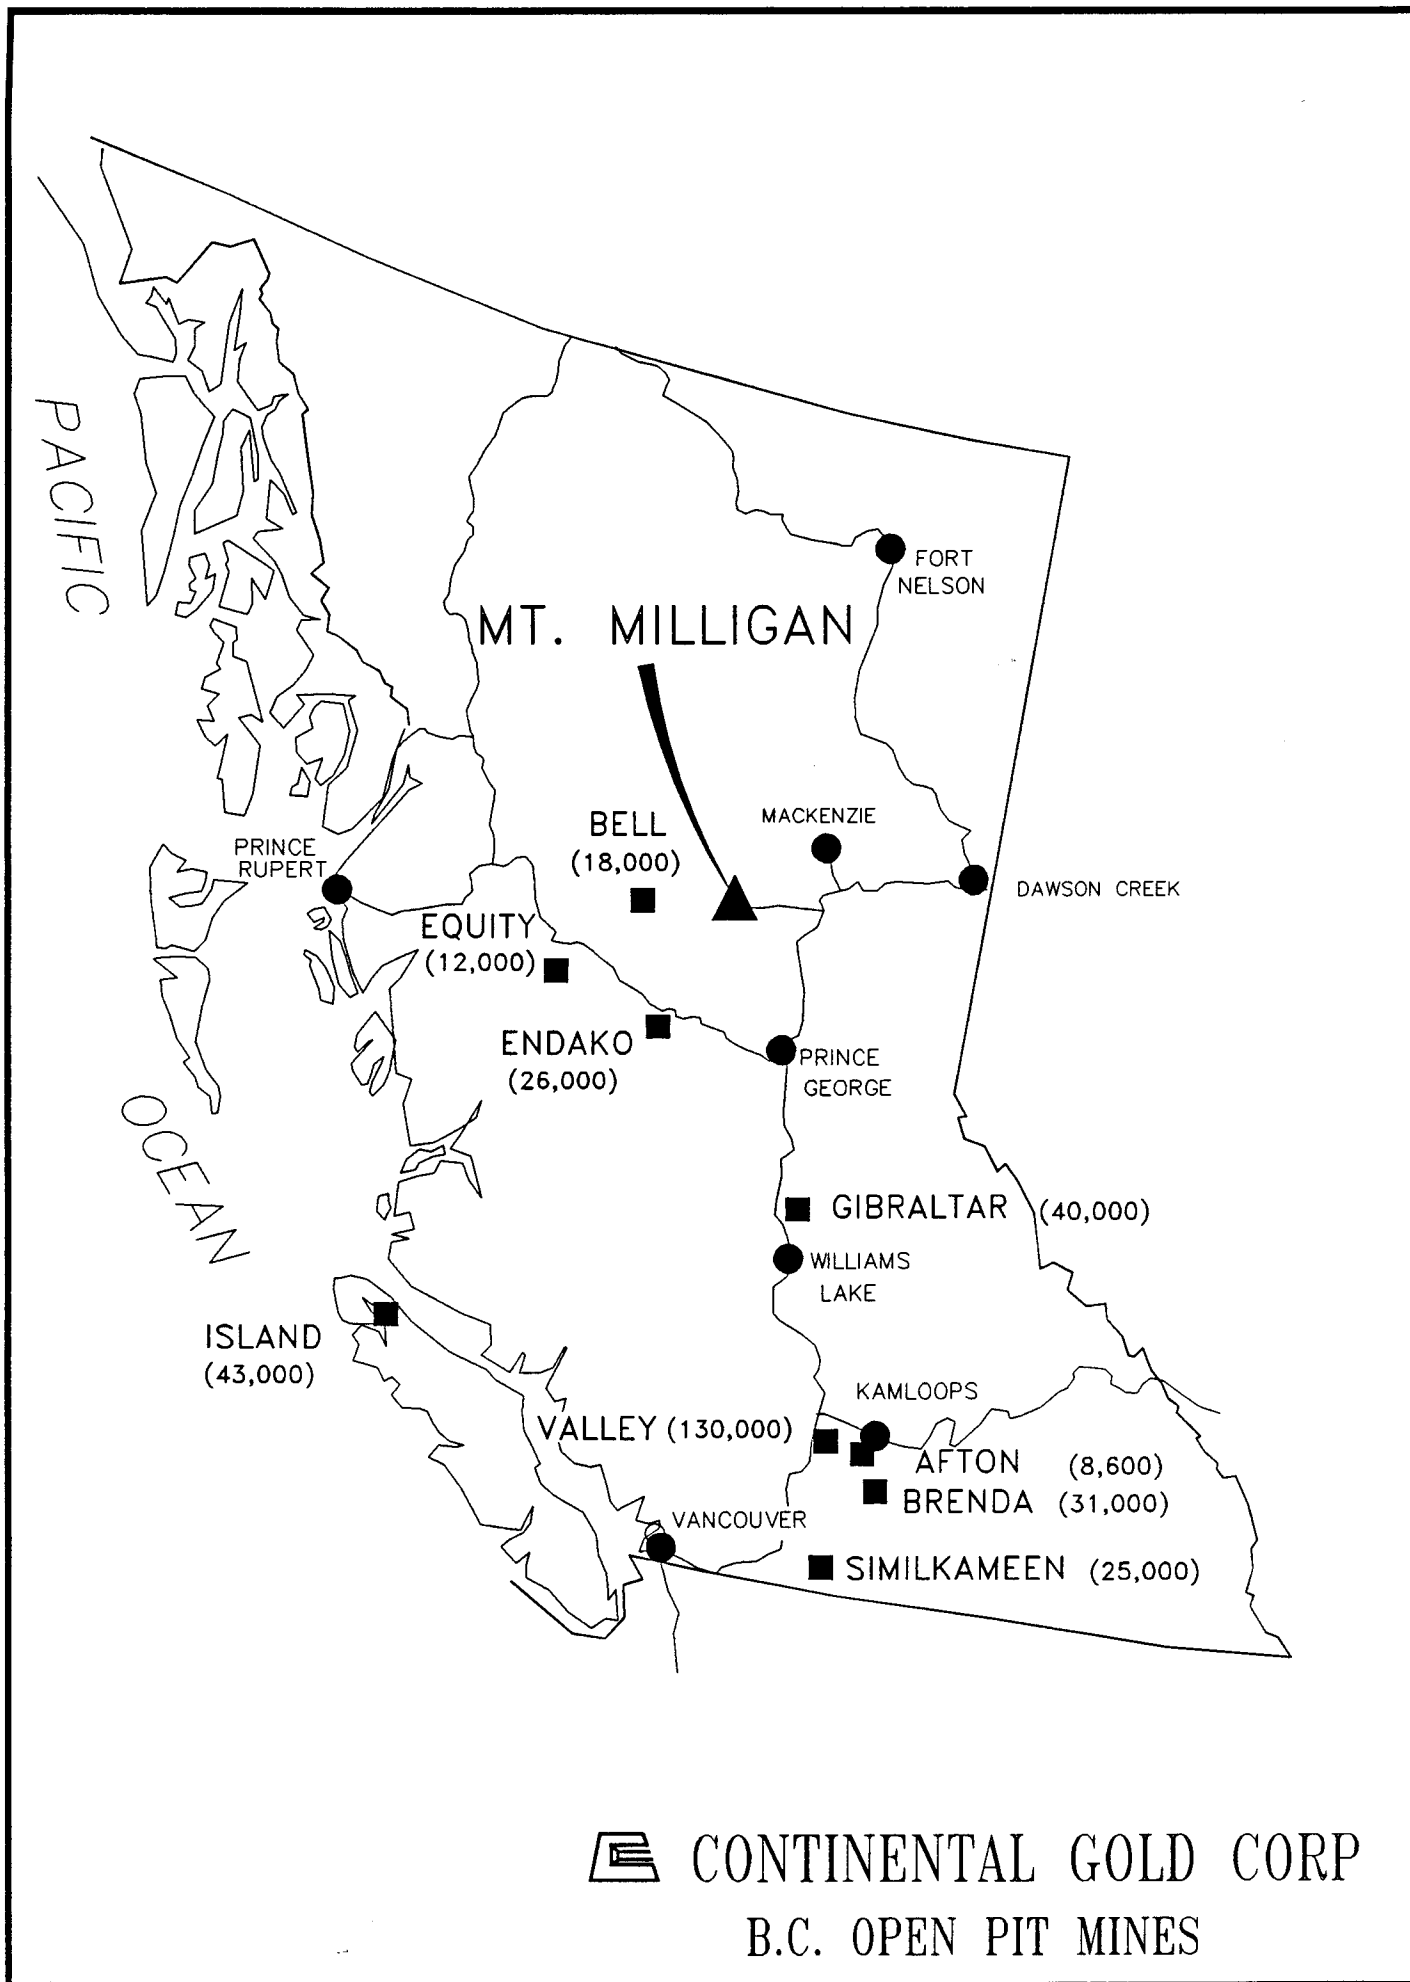 PACIFIC
OCEAN
FORT
NELSON
MT. MILLIGAN
MACKENZIE
BELL
(18,000)
PRINCE
RUPERT
DAWSON CREEK
EQUITY
(12,000)
ENDAKO
(26,000)
PRINCE
GEORGE
GIBRALTAR (40,000)
WILLIAMS
LAKE
ISLAND
(43,000)
KAMLOOPS
VALLEY (130,000)
AFTON (8,600)
BRENDA (31,000)
VANCOUVER
SIMILKAMEEN (25,000)
CONTINENTAL GOLD CORP
B.C. OPEN PIT MINES